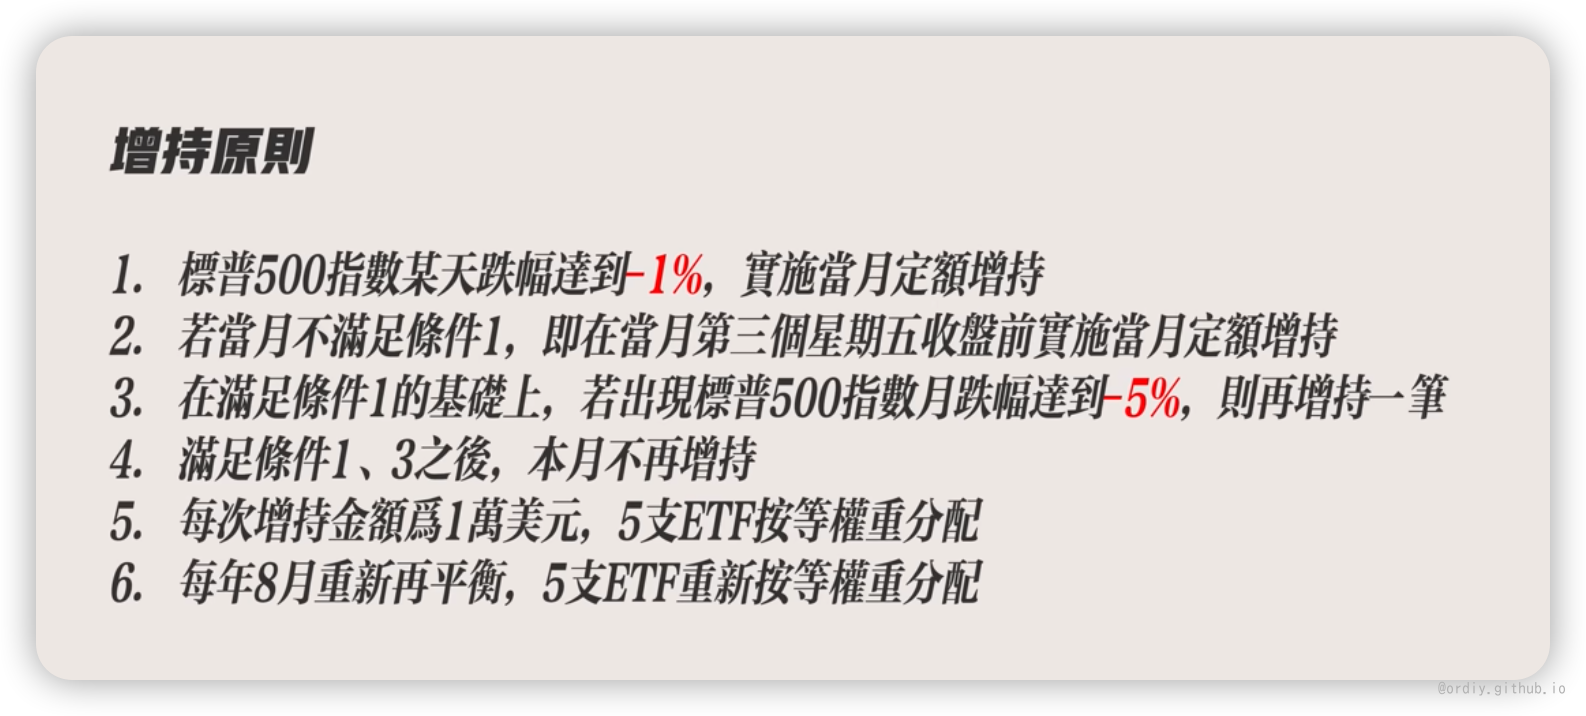 增持原則
1. 標普500指數某天跌幅達到-1%，實施當月定額增持
2. 若當月不滿足條件1，即在當月第三個星期五收盤前實施當月定額增持
3. 在滿足條件1的基礎上，若出現標普500指數月跌幅達到-5%，則再增持一筆
4. 滿足條件1、3之後，本月不再增持
5. 每次增持金額爲1萬美元，5支ETF按等權重分配
6. 每年8月重新再平衡，5支ETF重新按等權重分配
@ordiy.github.io